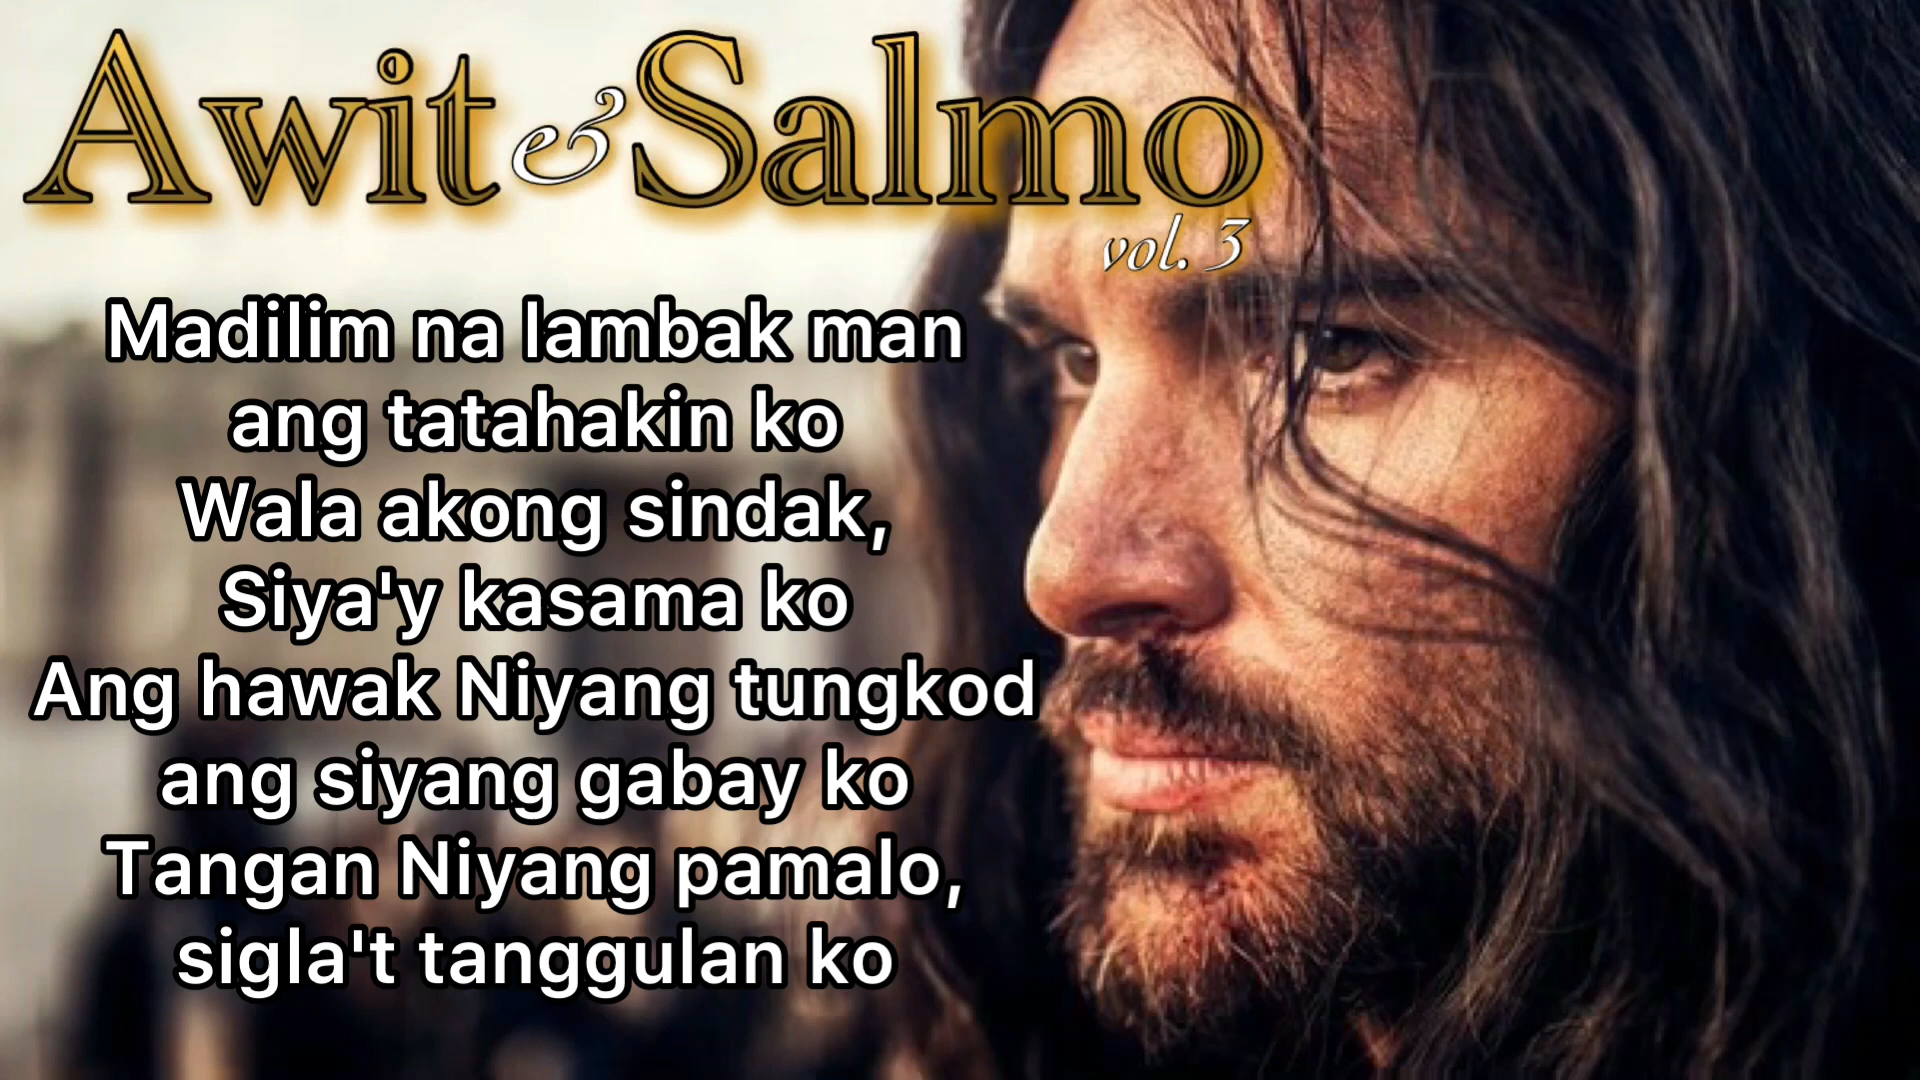 Awit & Salmo
vol. 3
Madilim na lambak man
ang tatahakin ko
Wala akong sindak,
Siya'y kasama ko
Ang hawak Niyang tungkod
ang siyang gabay ko
Tangan Niyang pamalo,
sigla't tanggulan ko